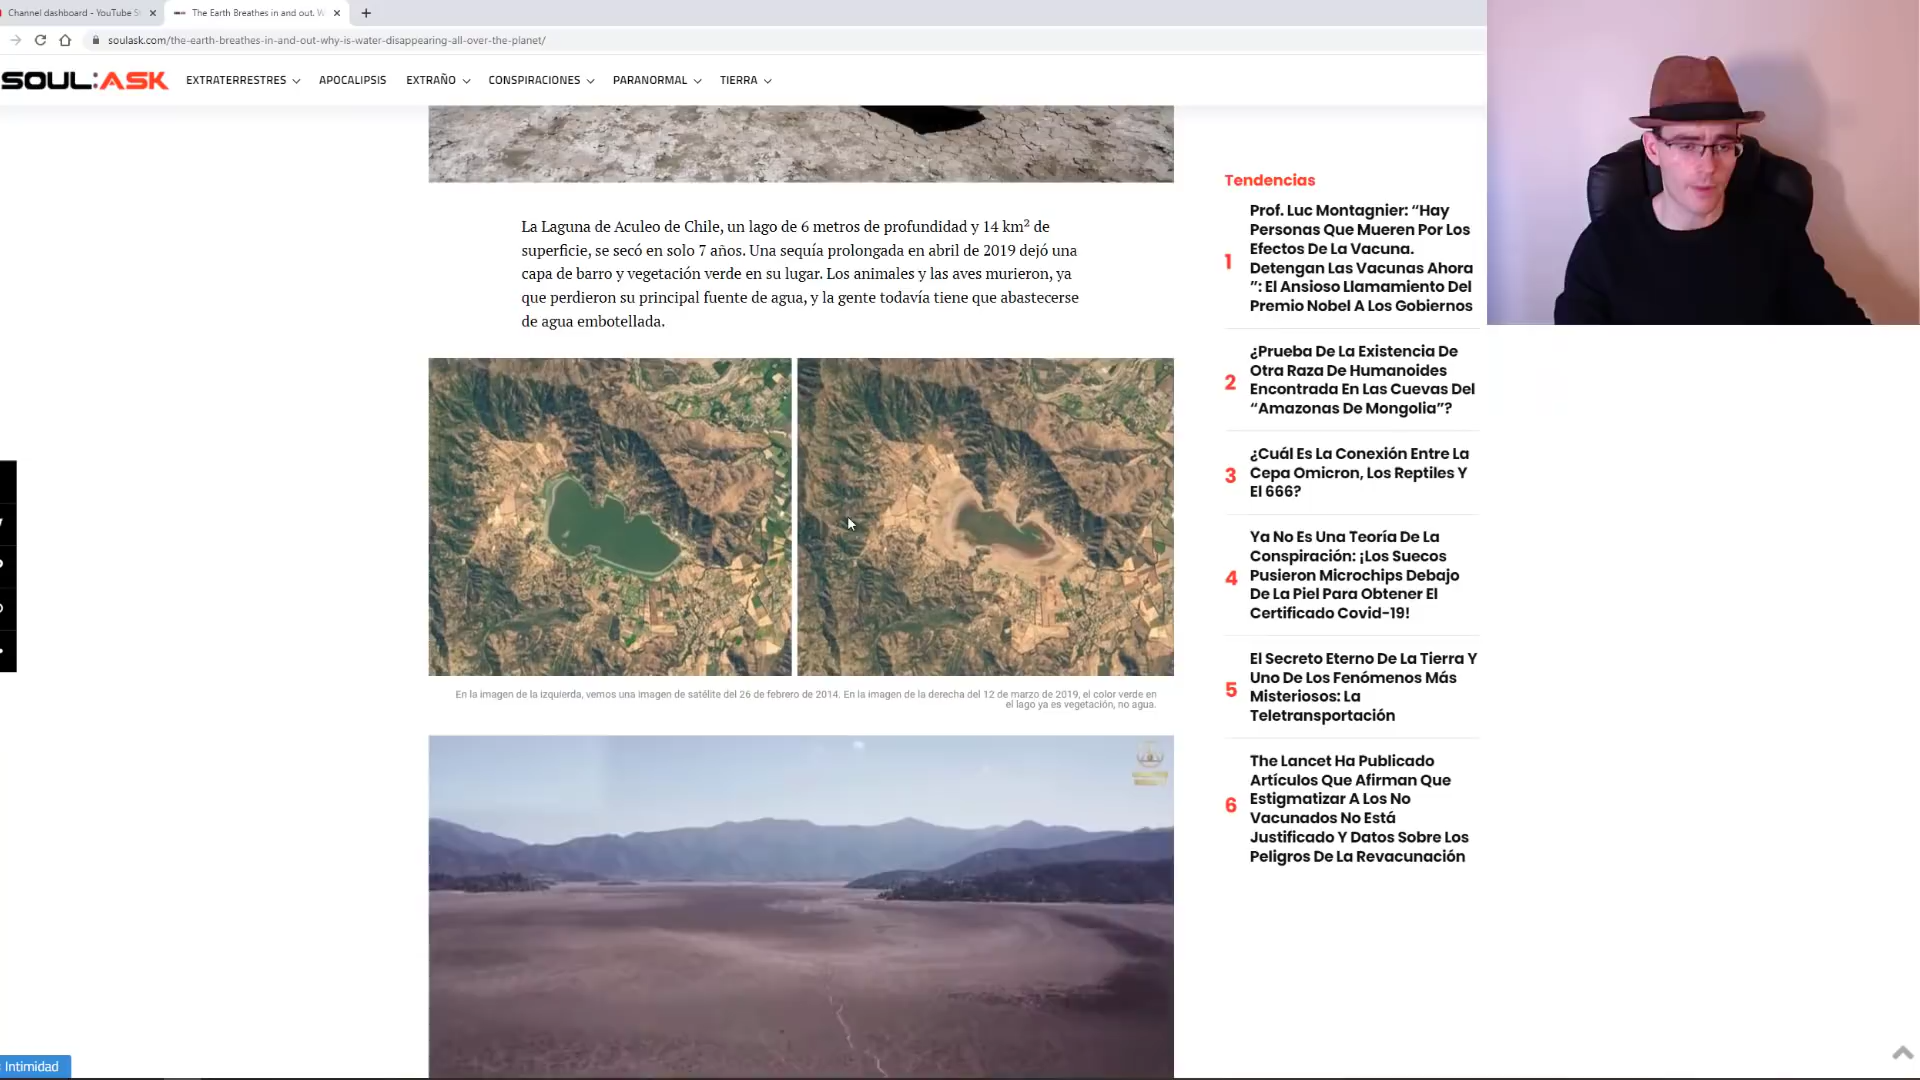 Channel dashboard - YouTube S
The Earth Breathes in and out. W
soulask.com/the-earth-breathes-in-and-out-why-is-water-disappearing-all-over-the-planet/
SOUL:ASK
EXTRATERRESTRES
APOCALIPSIS
EXTRAÑO
CONSPIRACIONES
PARANORMAL
TIERRA
La Laguna de Aculeo de Chile, un lago de 6 metros de profundidad y 14 km² de
superficie, se secó en solo 7 años. Una sequía prolongada en abril de 2019 dejó una
capa de barro y vegetación verde en su lugar. Los animales y las aves murieron, ya
que perdieron su principal fuente de agua, y la gente todavía tiene que abastecerse
de agua embotellada.
En la imagen de la izquierda, vemos una imagen de satélite del 26 de febrero de 2014. En la imagen de la derecha del 12 de marzo de 2019, el color verde en
el lago ya es vegetación, no agua.
Tendencias
1
Prof. Luc Montagnier: “Hay
Personas Que Mueren Por Los
Efectos De La Vacuna.
Detengan Las Vacunas Ahora
”: El Ansioso Llamamiento Del
Premio Nobel A Los Gobiernos
2
¿Prueba De La Existencia De
Otra Raza De Humanoides
Encontrada En Las Cuevas Del
“Amazonas De Mongolia”?
3
¿Cuál Es La Conexión Entre La
Cepa Omicron, Los Reptiles Y
El 666?
4
Ya No Es Una Teoría De La
Conspiración: ¡Los Suecos
Pusieron Microchips Debajo
De La Piel Para Obtener El
Certificado Covid-19!
5
El Secreto Eterno De La Tierra Y
Uno De Los Fenómenos Más
Misteriosos: La
Teletransportación
6
The Lancet Ha Publicado
Artículos Que Afirman Que
Estigmatizar A Los No
Vacunados No Está
Justificado Y Datos Sobre Los
Peligros De La Revacunación
Intimidad